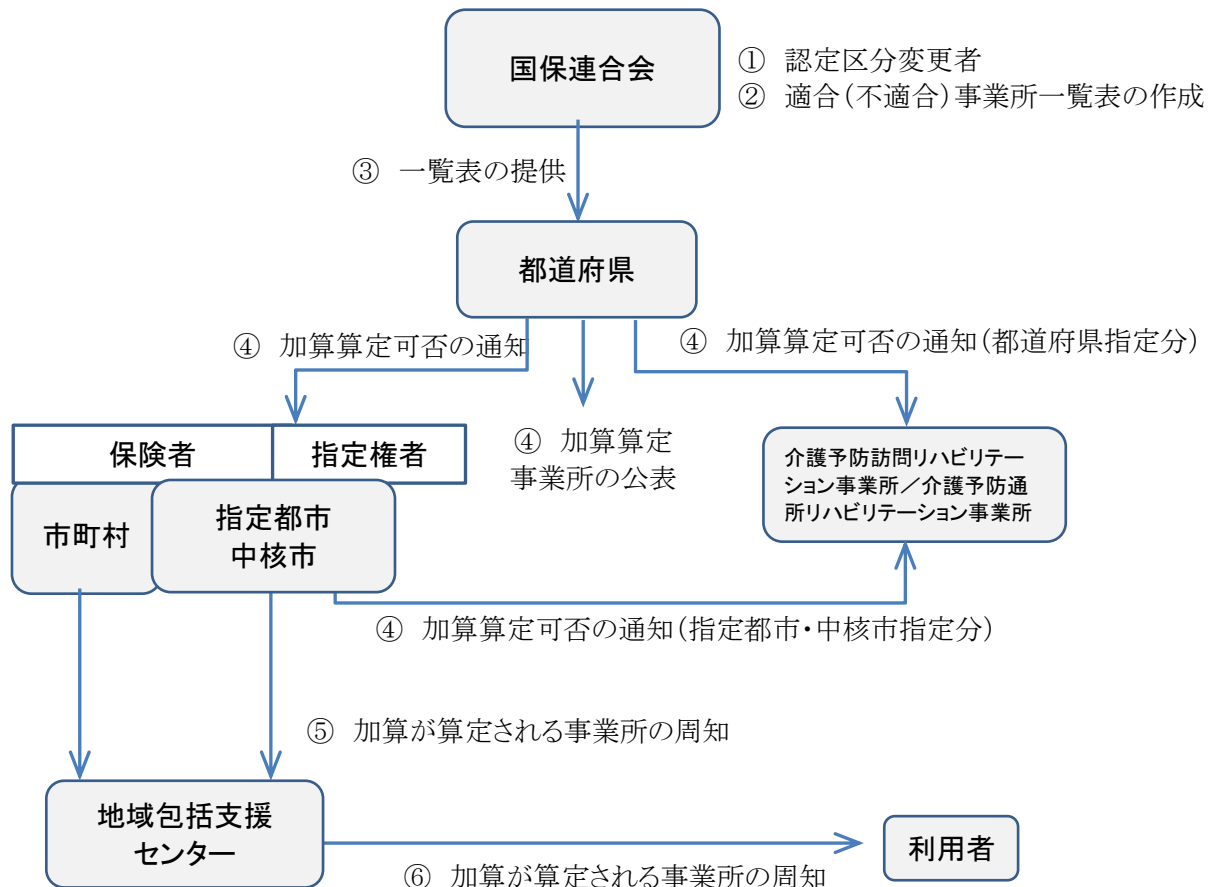 国保連合会
① 認定区分変更者
② 適合(不適合)事業所一覧表の作成
③ 一覧表の提供
都道府県
④ 加算算定可否の通知
④ 加算算定可否の通知(都道府県指定分)
保険者
指定権者
④ 加算算定
事業所の公表
介護予防訪問リハビリテー
ション事業所／介護予防通
所リハビリテーション事業所
市町村
指定都市
中核市
④ 加算算定可否の通知(指定都市・中核市指定分)
⑤ 加算が算定される事業所の周知
地域包括支援
センター
利用者
⑥ 加算が算定される事業所の周知